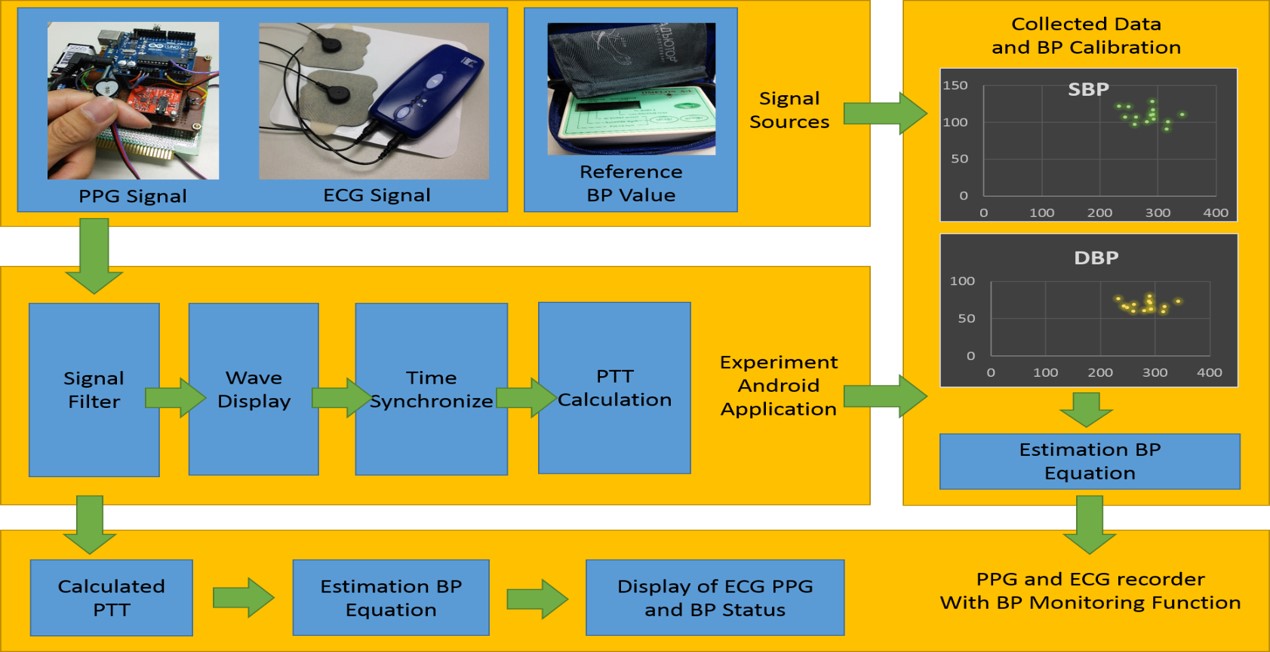 PPG Signal
ECG Signal
Reference
BP Value
Signal
Sources
Collected Data
and BP Calibration
SBP
150
100
50
0
0 100 200 300 400
DBP
100
50
0
0 100 200 300 400
Estimation BP
Equation
Signal
Filter
Wave
Display
Time
Synchronize
PTT
Calculation
Experiment
Android
Application
Calculated
PTT
Estimation BP
Equation
Display of ECG PPG
and BP Status
PPG and ECG recorder
With BP Monitoring Function